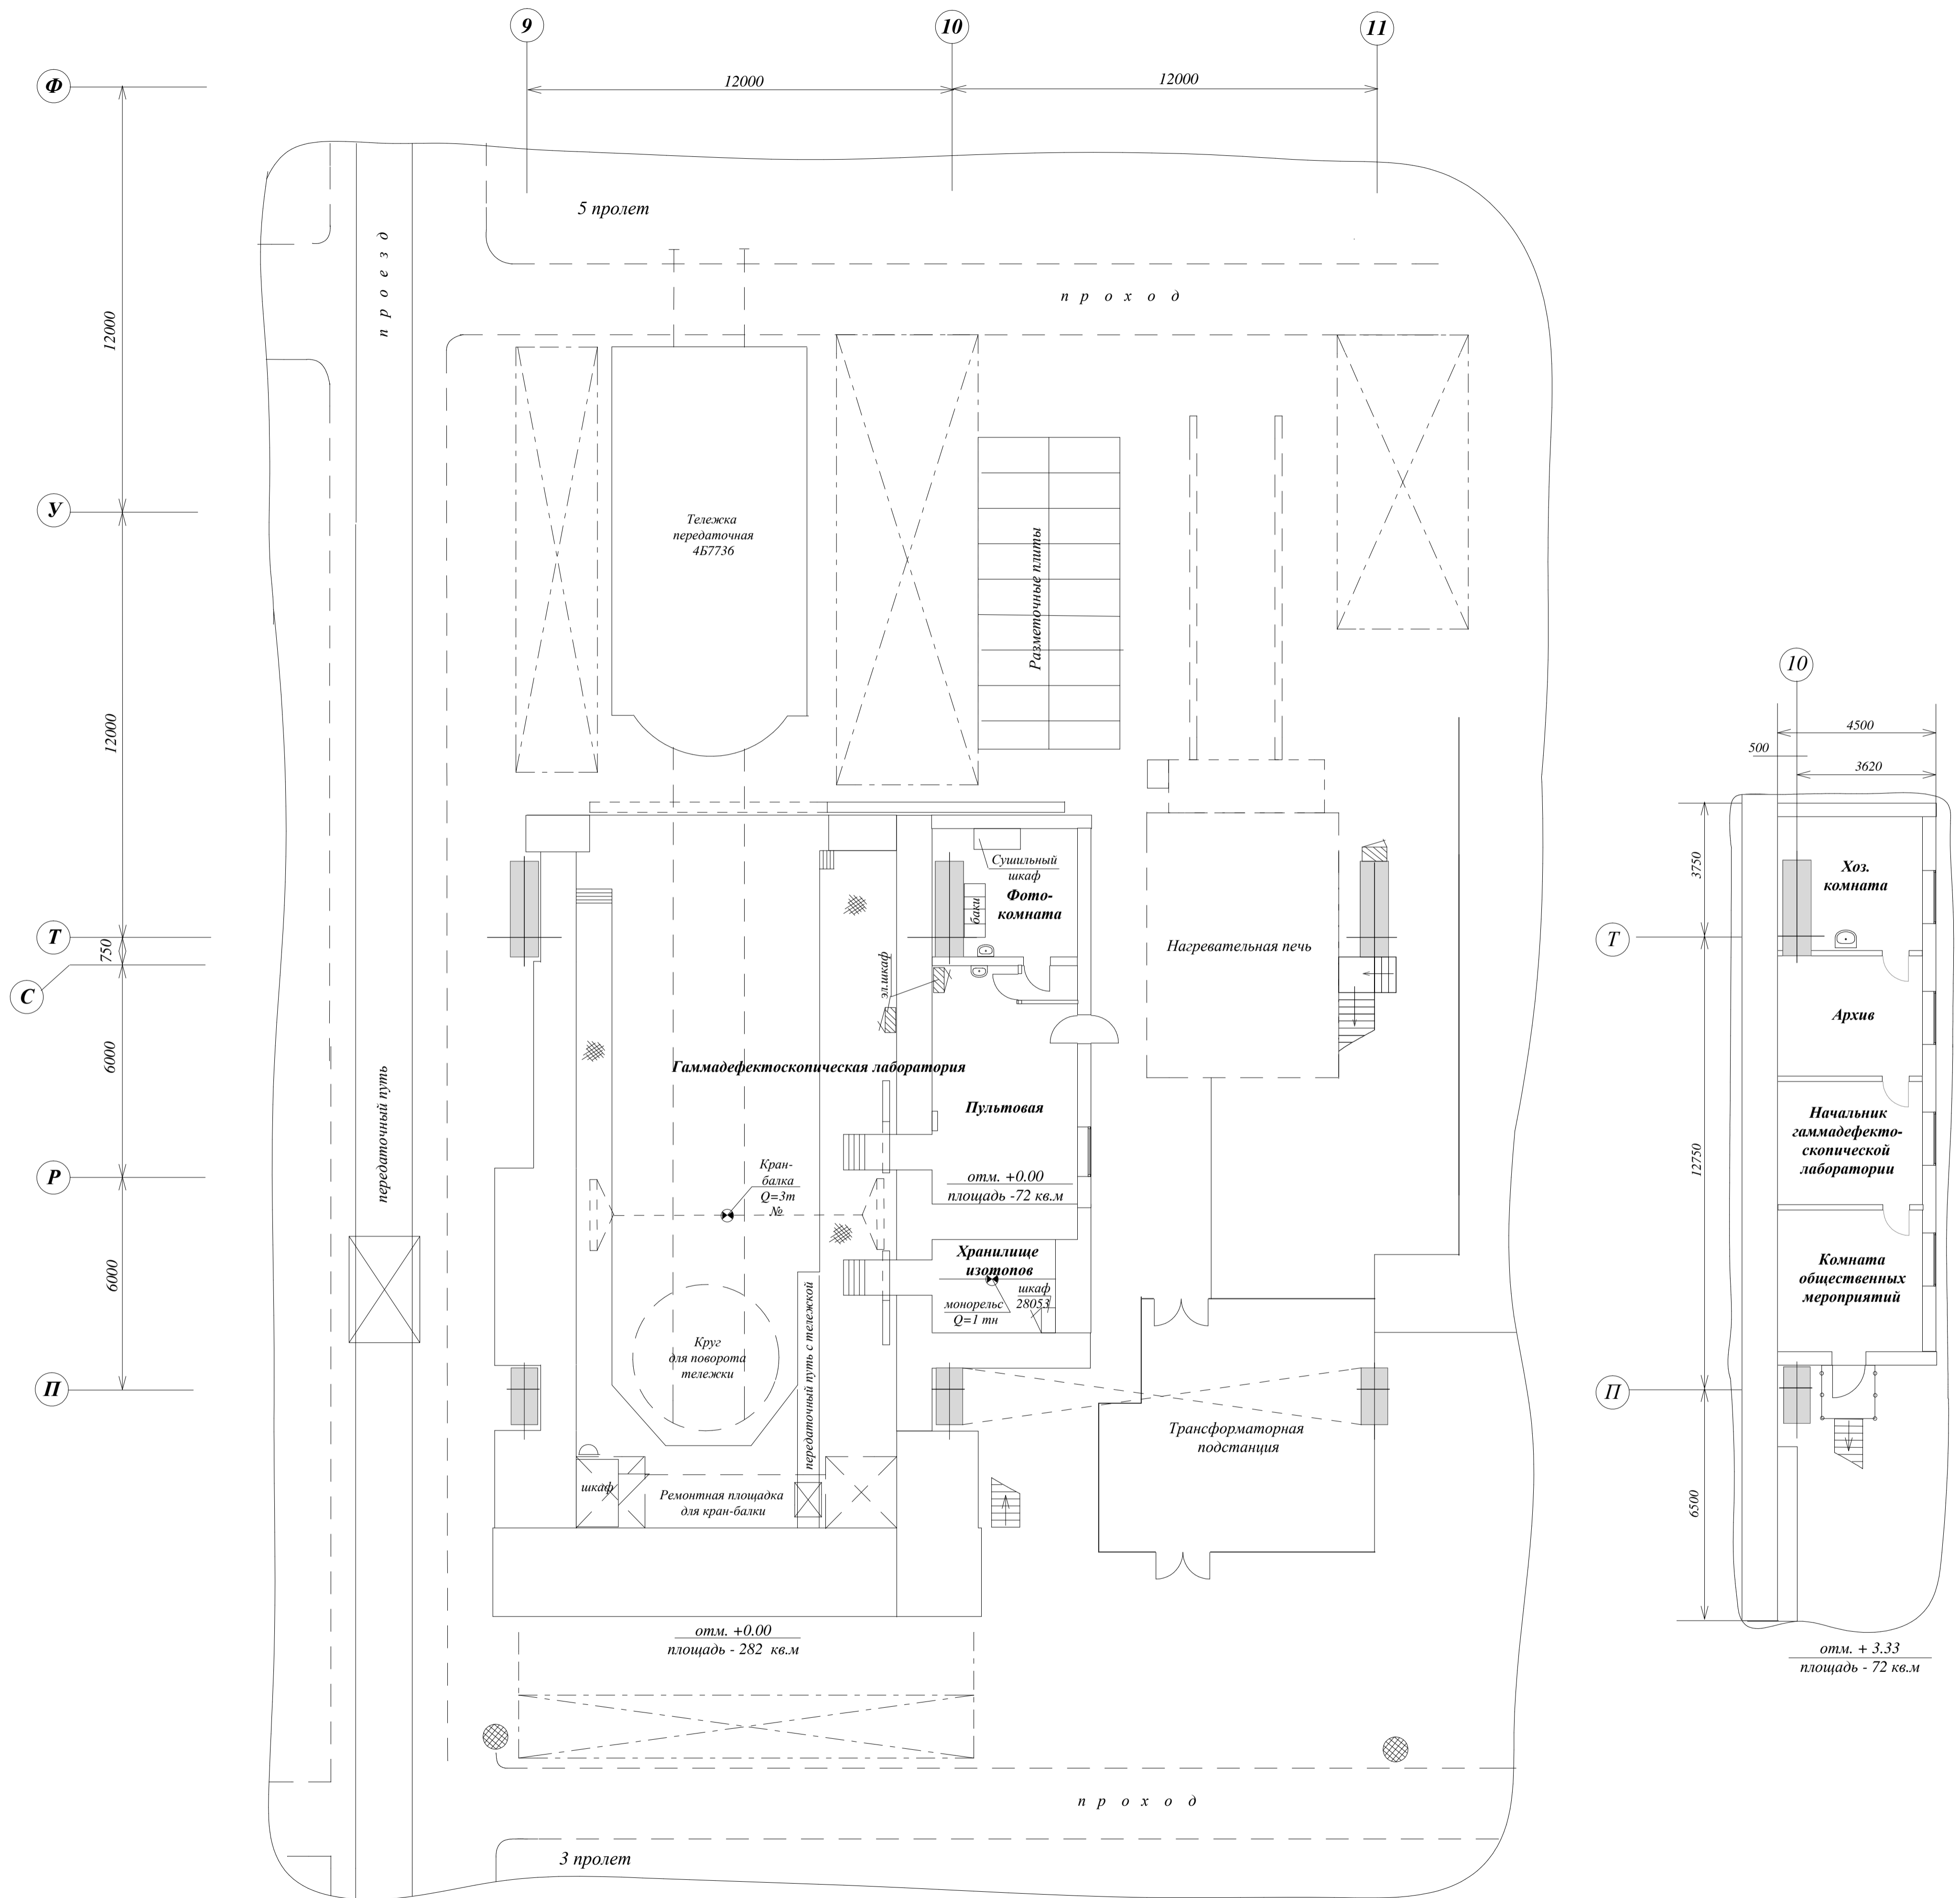 9
10
11
12000
12000
Ф
У
Т
С
Р
П
12000
12000
750
6000
6000
5 пролет
проезд
проход
Тележка
передаточная
4Б7736
Разметочные плиты
передаточный путь
Сушильный
шкаф
Фото-
комната
баки
эл.шкаф
Нагревательная печь
Гаммадефектоскопическая лаборатория
Пультовая
отм. +0.00
площадь -72 кв.м
Кран-
балка
Q=3т
№
Хранилище
изотопов
шкаф
28053
монорельс
Q=1 тн
Круг
для поворота
тележки
передаточный путь с тележкой
шкаф
Ремонтная площадка
для кран-балки
Трансформаторная
подстанция
отм. +0.00
площадь - 282 кв.м
проход
3 пролет
10
4500
500
3620
3750
Т
12750
П
6500
Хоз.
комната
Архив
Начальник
гаммадефекто-
скопической
лаборатории
Комната
общественных
мероприятий
отм. + 3.33
площадь - 72 кв.м